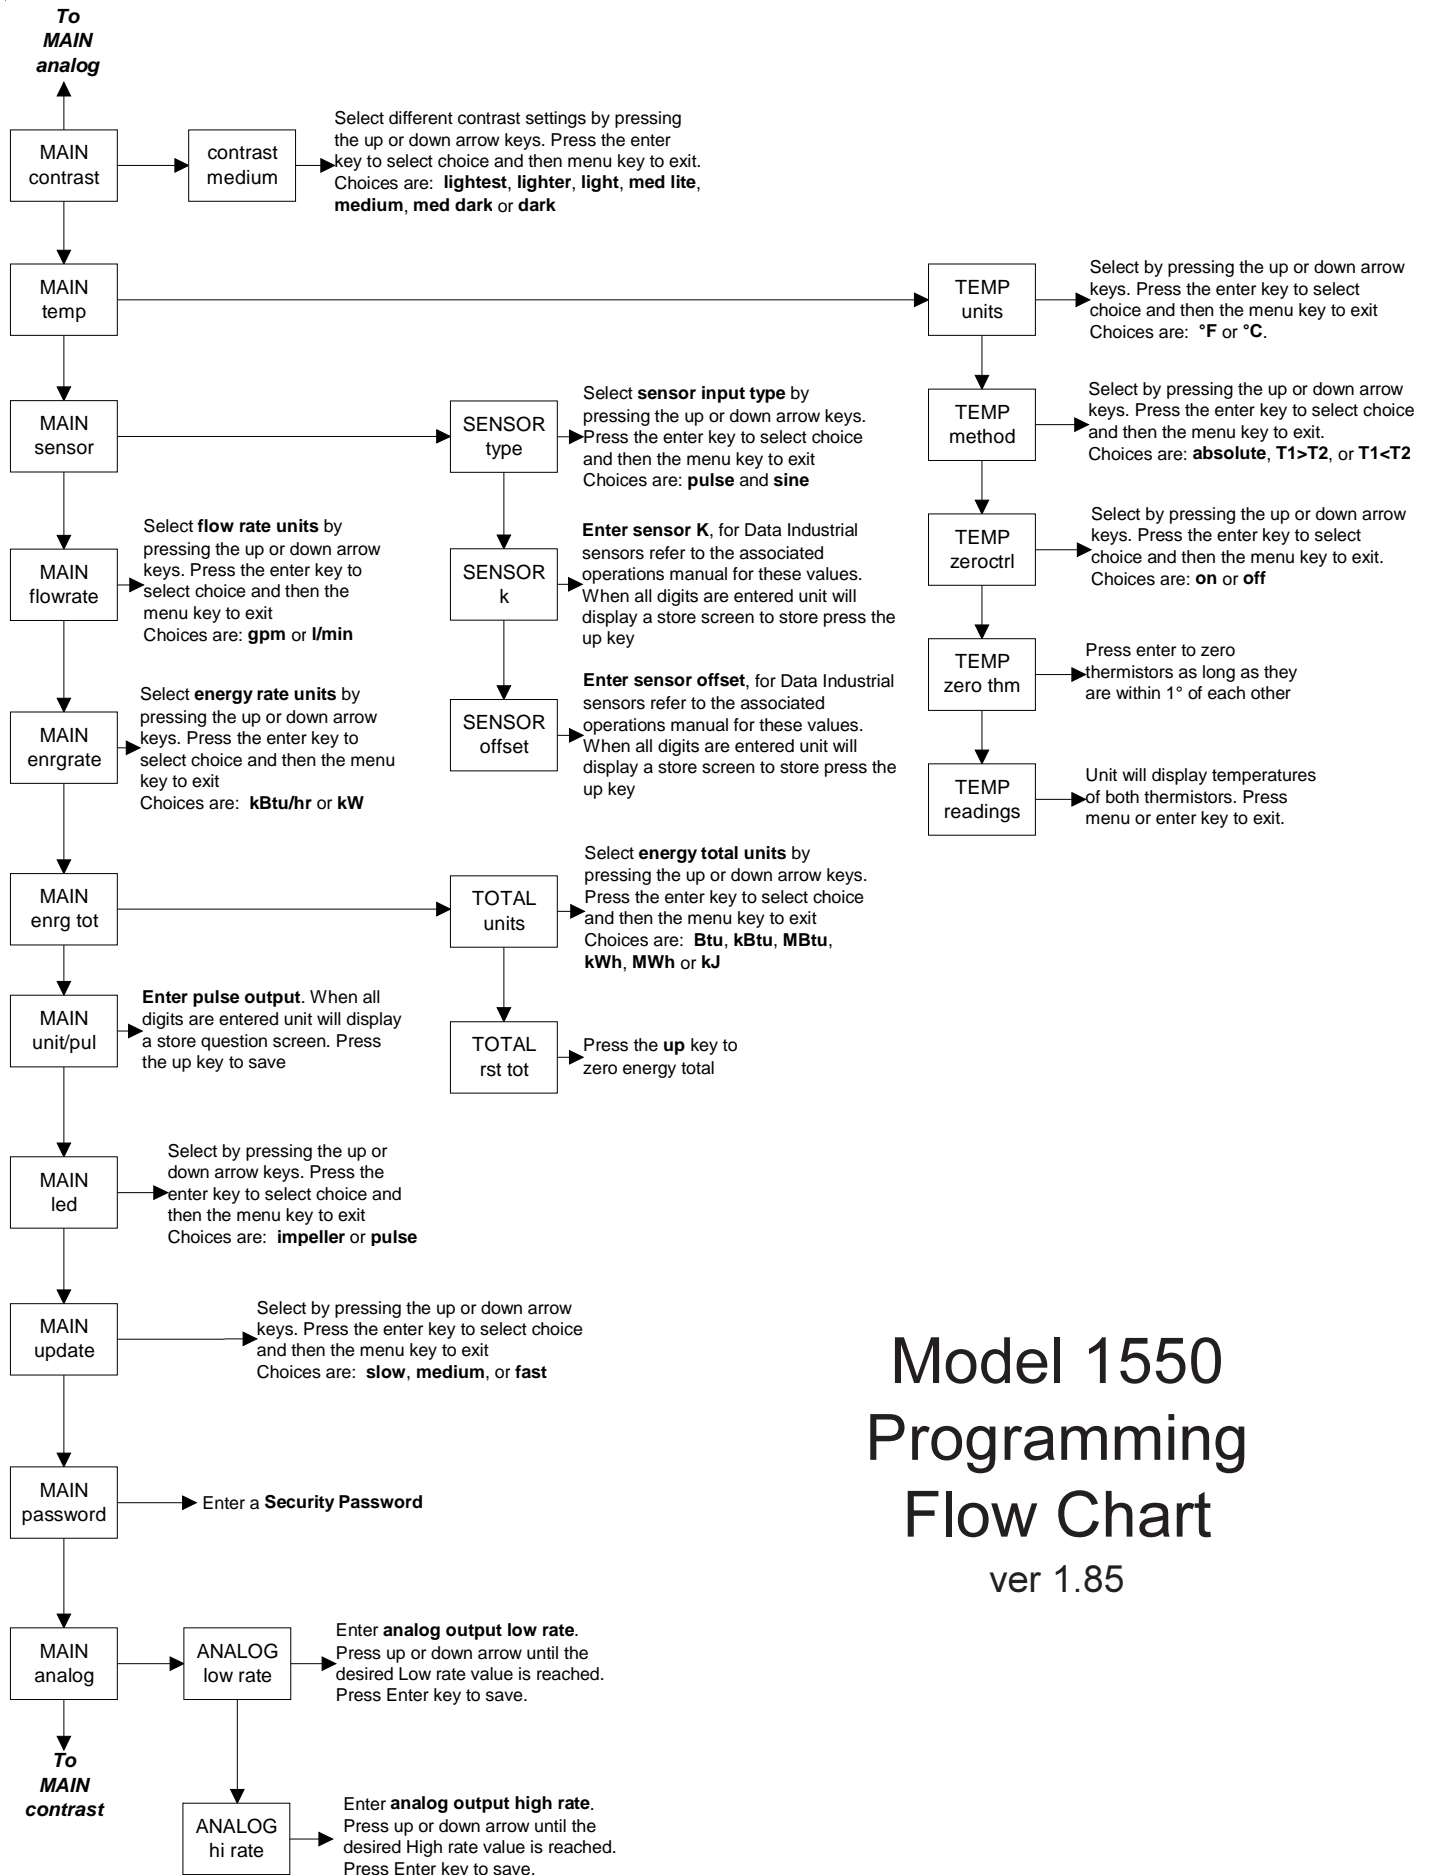 To
MAIN
analog
MAIN
contrast
contrast
medium
Select different contrast settings by pressing
the up or down arrow keys. Press the enter
key to select choice and then menu key to exit.
Choices are: lightest, lighter, light, med lite,
medium, med dark or dark
MAIN
temp
TEMP
units
Select by pressing the up or down arrow
keys. Press the enter key to select
choice and then the menu key to exit
Choices are: °F or °C.
TEMP
method
Select by pressing the up or down arrow
keys. Press the enter key to select choice
and then the menu key to exit.
Choices are: absolute, T1>T2, or T1<T2
TEMP
zeroctrl
Select by pressing the up or down arrow
keys. Press the enter key to select
choice and then the menu key to exit.
Choices are: on or off
TEMP
zero thm
Press enter to zero
thermistors as long as they
are within 1° of each other
TEMP
readings
Unit will display temperatures
of both thermistors. Press
menu or enter key to exit.
MAIN
sensor
SENSOR
type
Select sensor input type by
pressing the up or down arrow keys.
Press the enter key to select choice
and then the menu key to exit
Choices are: pulse and sine
SENSOR
k
Enter sensor K, for Data Industrial
sensors refer to the associated
operations manual for these values.
When all digits are entered unit will
display a store screen to store press the
up key
SENSOR
offset
Enter sensor offset, for Data Industrial
sensors refer to the associated
operations manual for these values.
When all digits are entered unit will
display a store screen to store press the
up key
MAIN
flowrate
Select flow rate units by
pressing the up or down arrow
keys. Press the enter key to
select choice and then the
menu key to exit
Choices are: gpm or l/min
MAIN
enrgrate
Select energy rate units by
pressing the up or down arrow
keys. Press the enter key to
select choice and then the menu
key to exit
Choices are: kBtu/hr or kW
MAIN
enrg tot
TOTAL
units
Select energy total units by
pressing the up or down arrow keys.
Press the enter key to select choice
and then the menu key to exit
Choices are: Btu, kBtu, MBtu,
kWh, MWh or kJ
TOTAL
rst tot
Press the up key to
zero energy total
MAIN
unit/pul
Enter pulse output. When all
digits are entered unit will display
a store question screen. Press
the up key to save
MAIN
led
Select by pressing the up or
down arrow keys. Press the
enter key to select choice and
then the menu key to exit
Choices are: impeller or pulse
MAIN
update
Select by pressing the up or down arrow
keys. Press the enter key to select choice
and then the menu key to exit
Choices are: slow, medium, or fast
MAIN
password
Enter a Security Password
MAIN
analog
ANALOG
low rate
Enter analog output low rate.
Press up or down arrow until the
desired Low rate value is reached.
Press Enter key to save.
To
MAIN
contrast
ANALOG
hi rate
Enter analog output high rate.
Press up or down arrow until the
desired High rate value is reached.
Press Enter key to save.
Model 1550
Programming
Flow Chart
ver 1.85